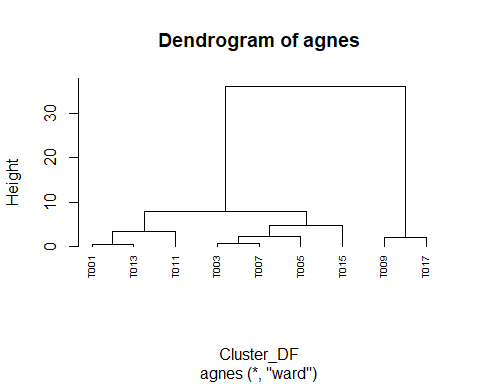 Dendrogram of agnes
Height
0 10 20 30
T001 T013 T011 T003 T007 T005 T015 T009 T017
Cluster_DF
agnes (*, "ward")